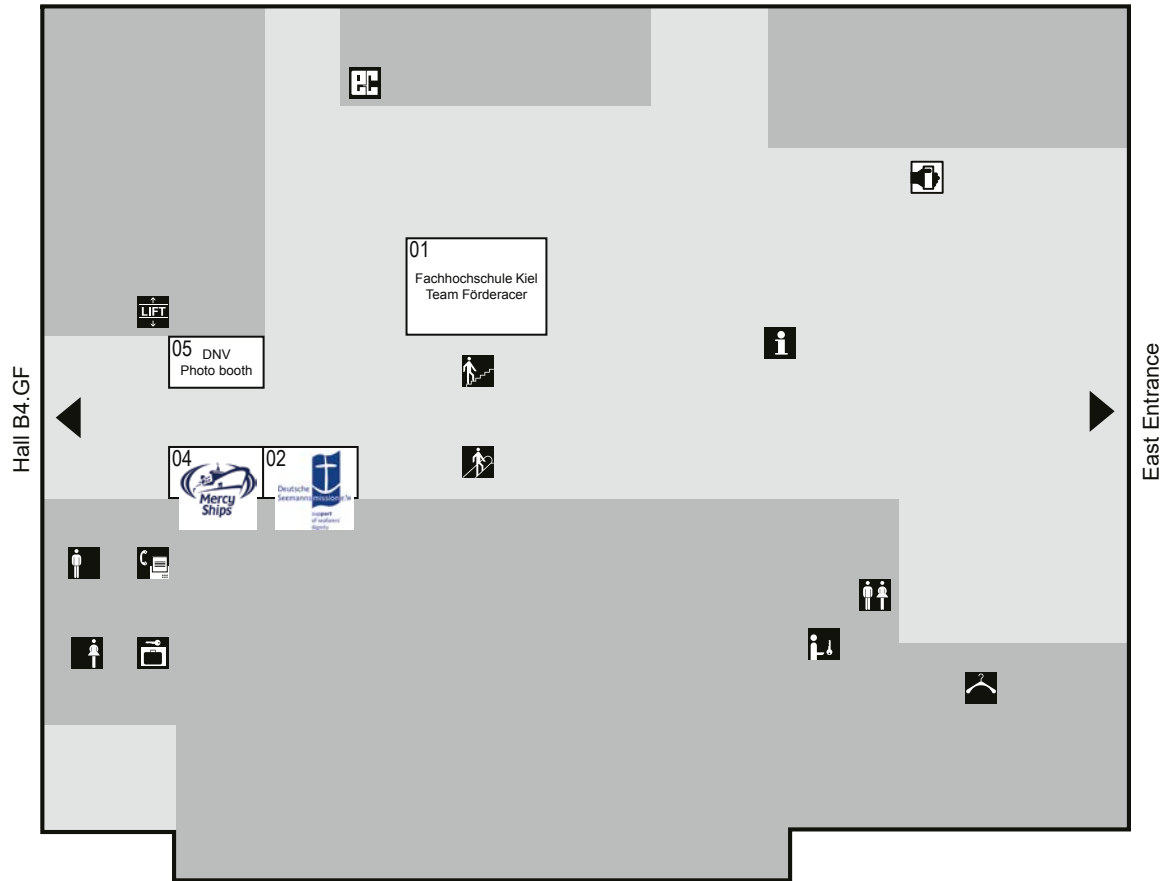 ec
01
Fachhochschule Kiel
Team Förderacer
LIFT
i
05 DNV
Photo booth
Hall B4.GF
East Entrance
04
Mercy
Ships
02
Deutsche
Seemannsmission e.V.
support
of seafarers'
dignity